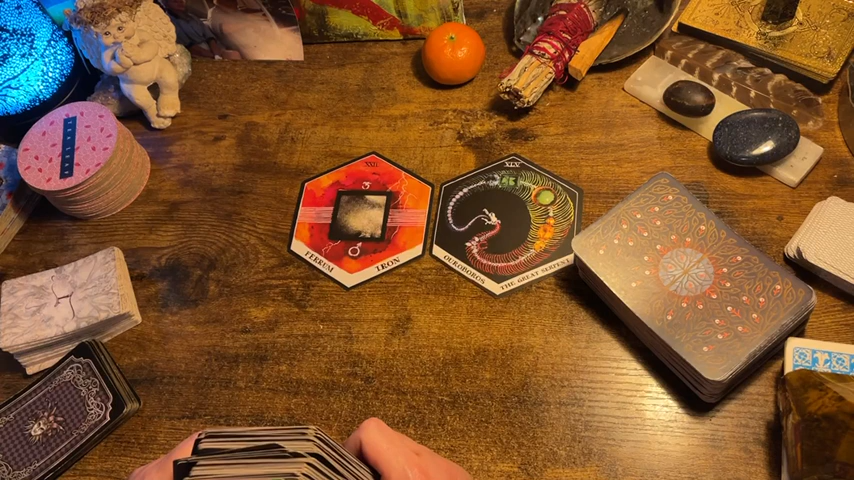 XXVI
FERRUM
IRON
XLV
OUROBOROS
THE GREAT SERPENT